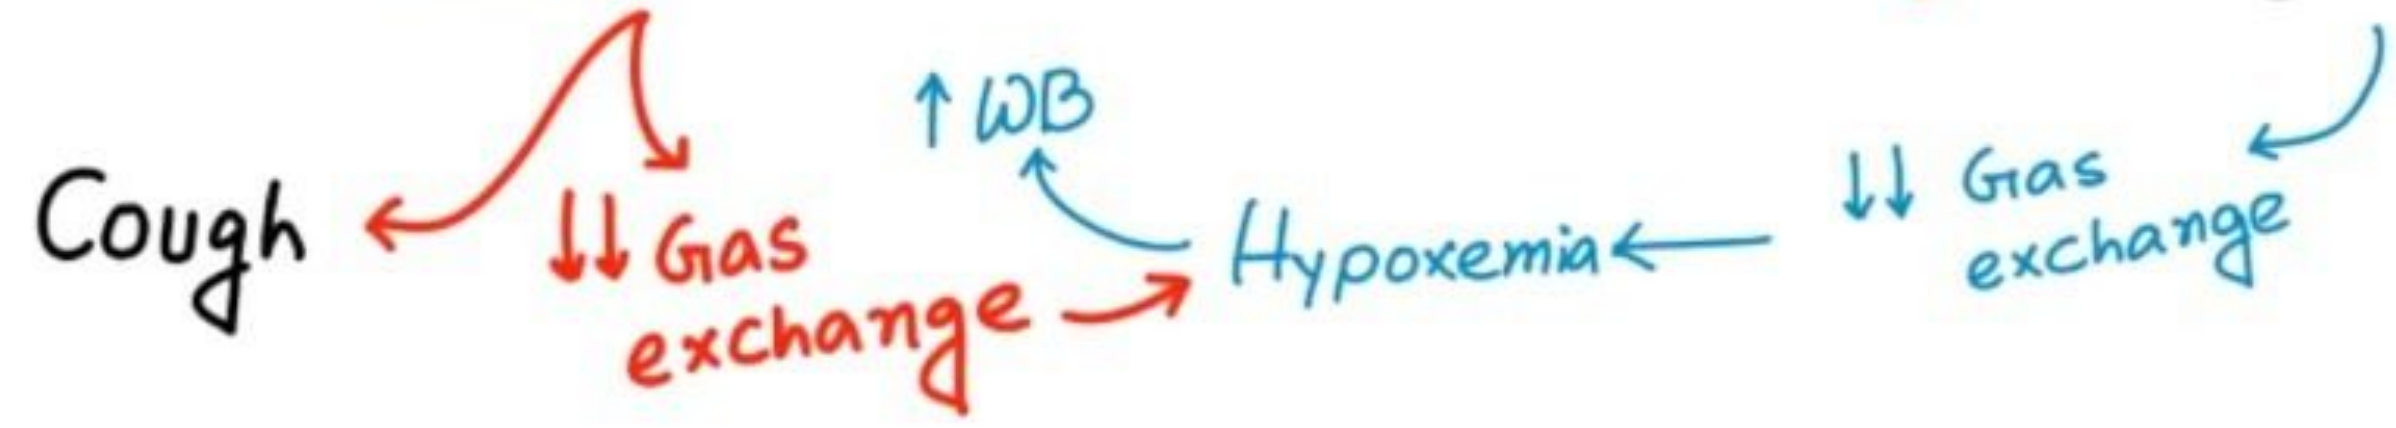 Cough
↓↓ Gas
exchange
↑ WB
Hypoxemia
↓↓ Gas
exchange